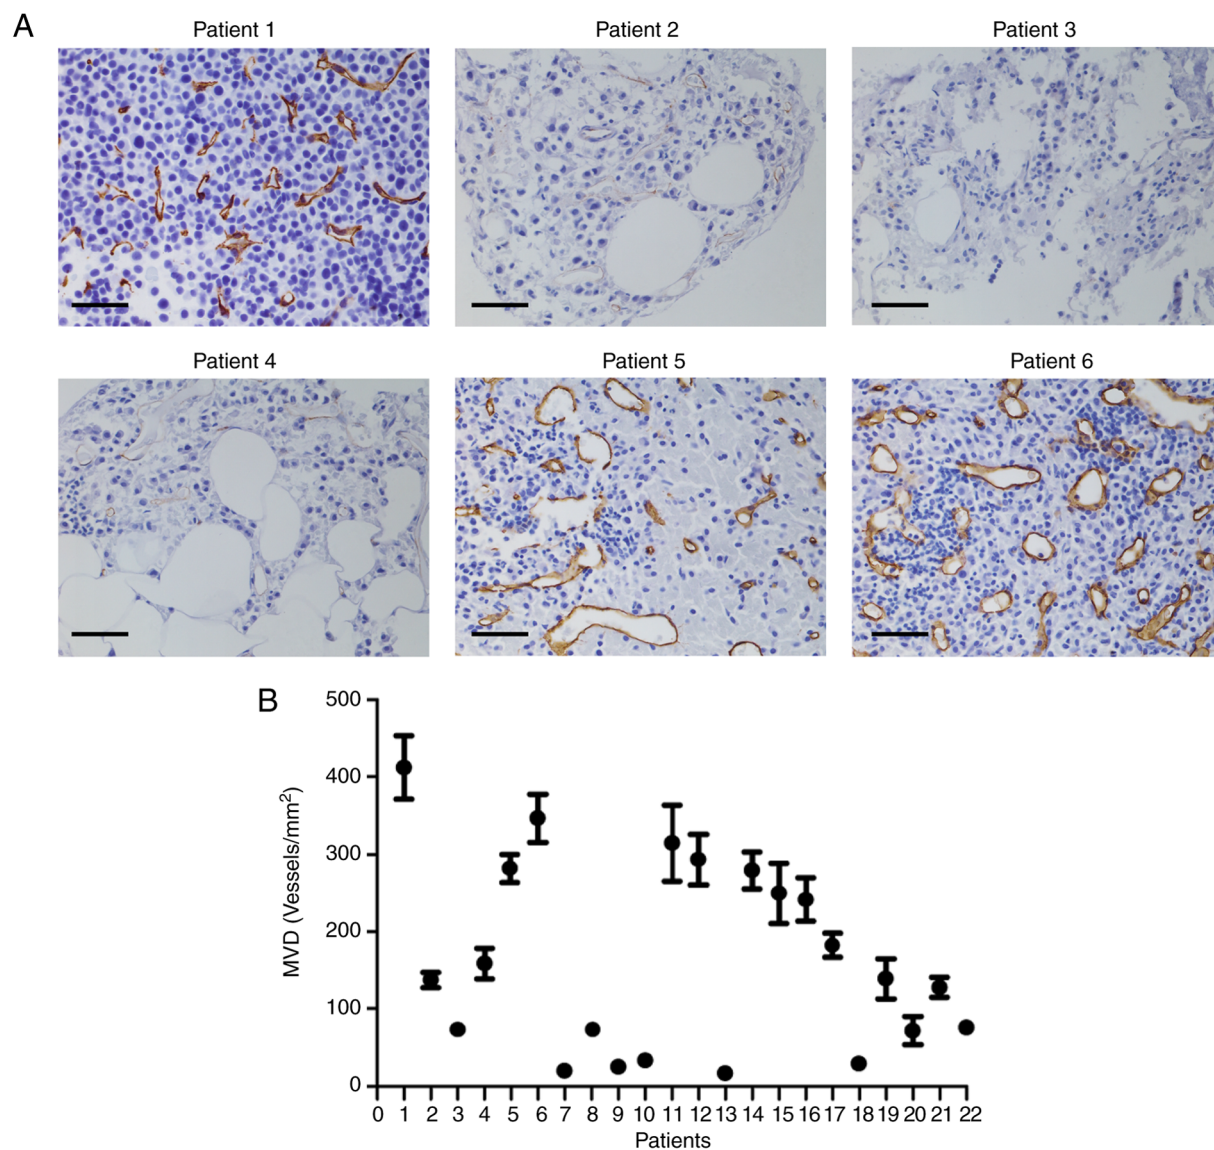 A
Patient 1 Patient 2 Patient 3
Patient 4 Patient 5 Patient 6
B
MVD (Vessels/mm²)
500
400
300
200
100
0
0 1 2 3 4 5 6 7 8 9 10 11 12 13 14 15 16 17 18 19 20 21 22
Patients